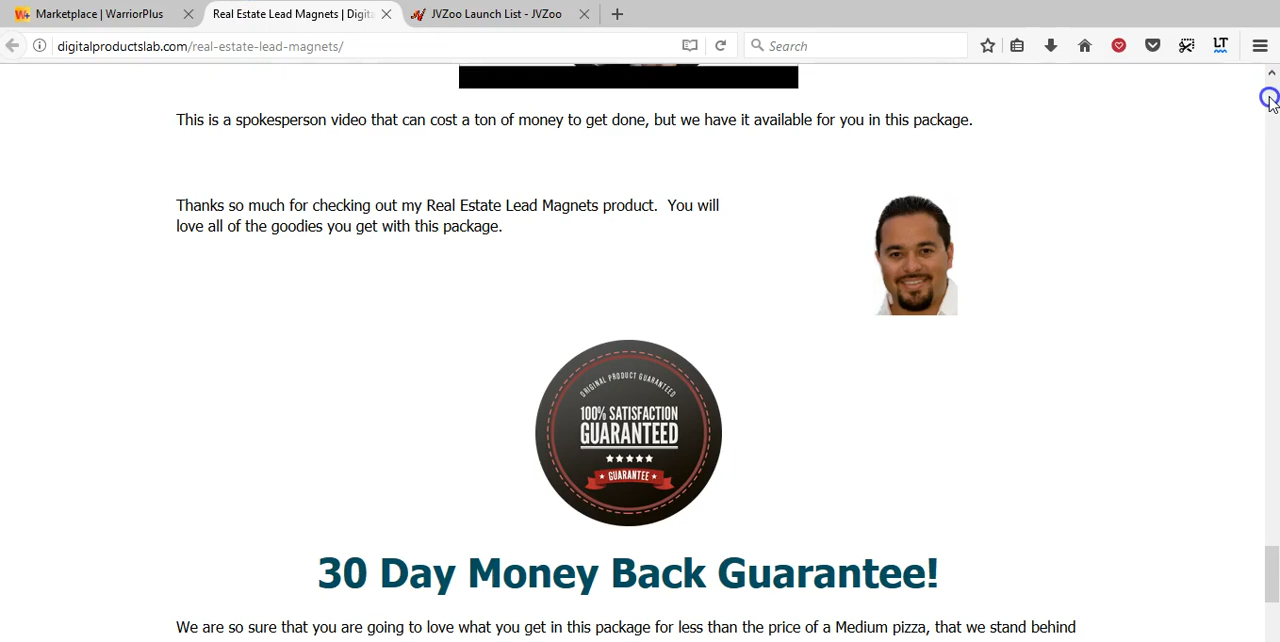 Marketplace | WarriorPlus
Real Estate Lead Magnets | Digita
JVZoo Launch List - JVZoo
digitalproductslab.com/real-estate-lead-magnets/
Search
LT
This is a spokesperson video that can cost a ton of money to get done, but we have it available for you in this package.
Thanks so much for checking out my Real Estate Lead Magnets product. You will
love all of the goodies you get with this package.
ORIGINAL PRODUCT GUARANTEED
100% SATISFACTION
GUARANTEED
GUARANTEE
30 Day Money Back Guarantee!
We are so sure that you are going to love what you get in this package for less than the price of a Medium pizza, that we stand behind